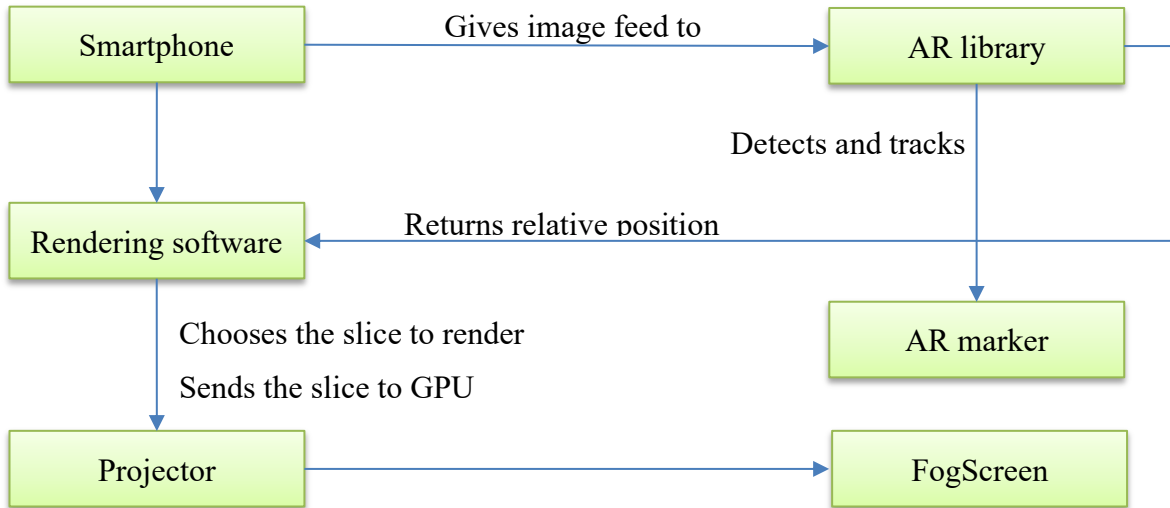 Smartphone
Gives image feed to
AR library
Detects and tracks
Rendering software
Returns relative position
Chooses the slice to render
Sends the slice to GPU
AR marker
Projector
FogScreen